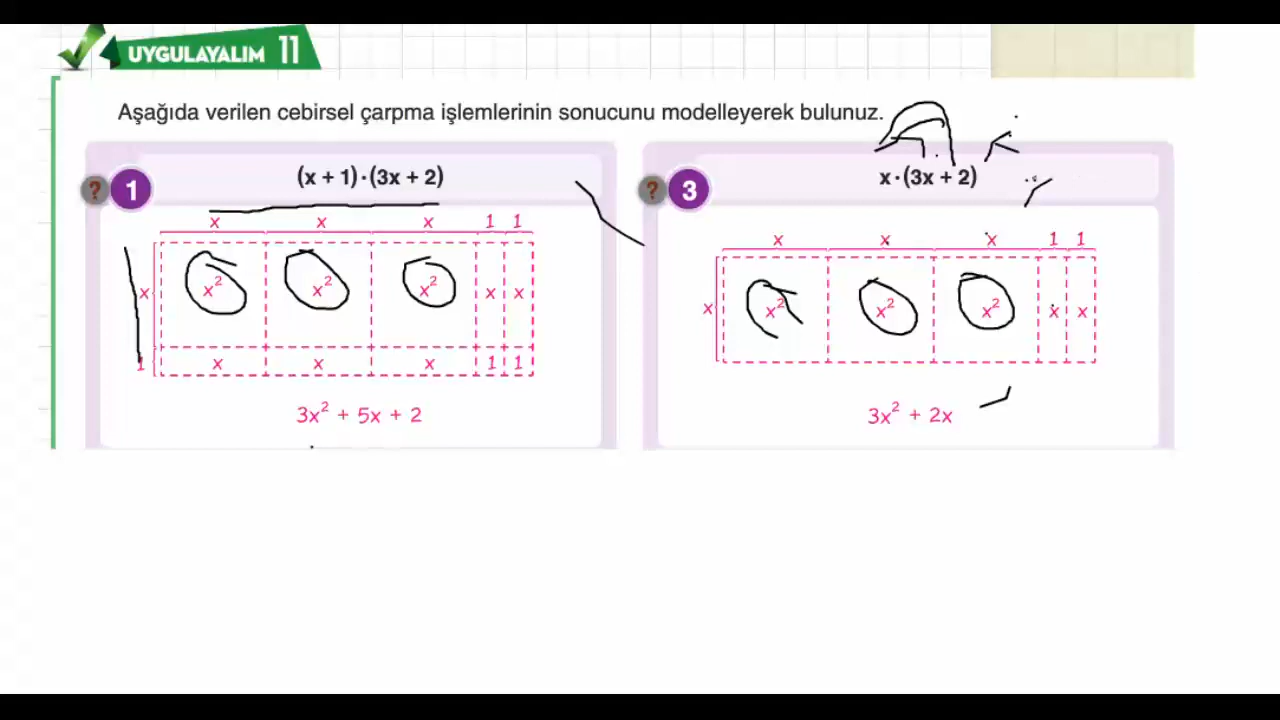 UYGULAYALIM 11
Aşağıda verilen cebirsel çarpma işlemlerinin sonucunu modelleyerek bulunuz.
? 1 (x + 1)·(3x + 2)
x x x 1 1
x x² x² x² x x
1 x x x 1 1
3x² + 5x + 2
? 3 x·(3x + 2)
x x x 1 1
x x² x² x² x x
3x² + 2x